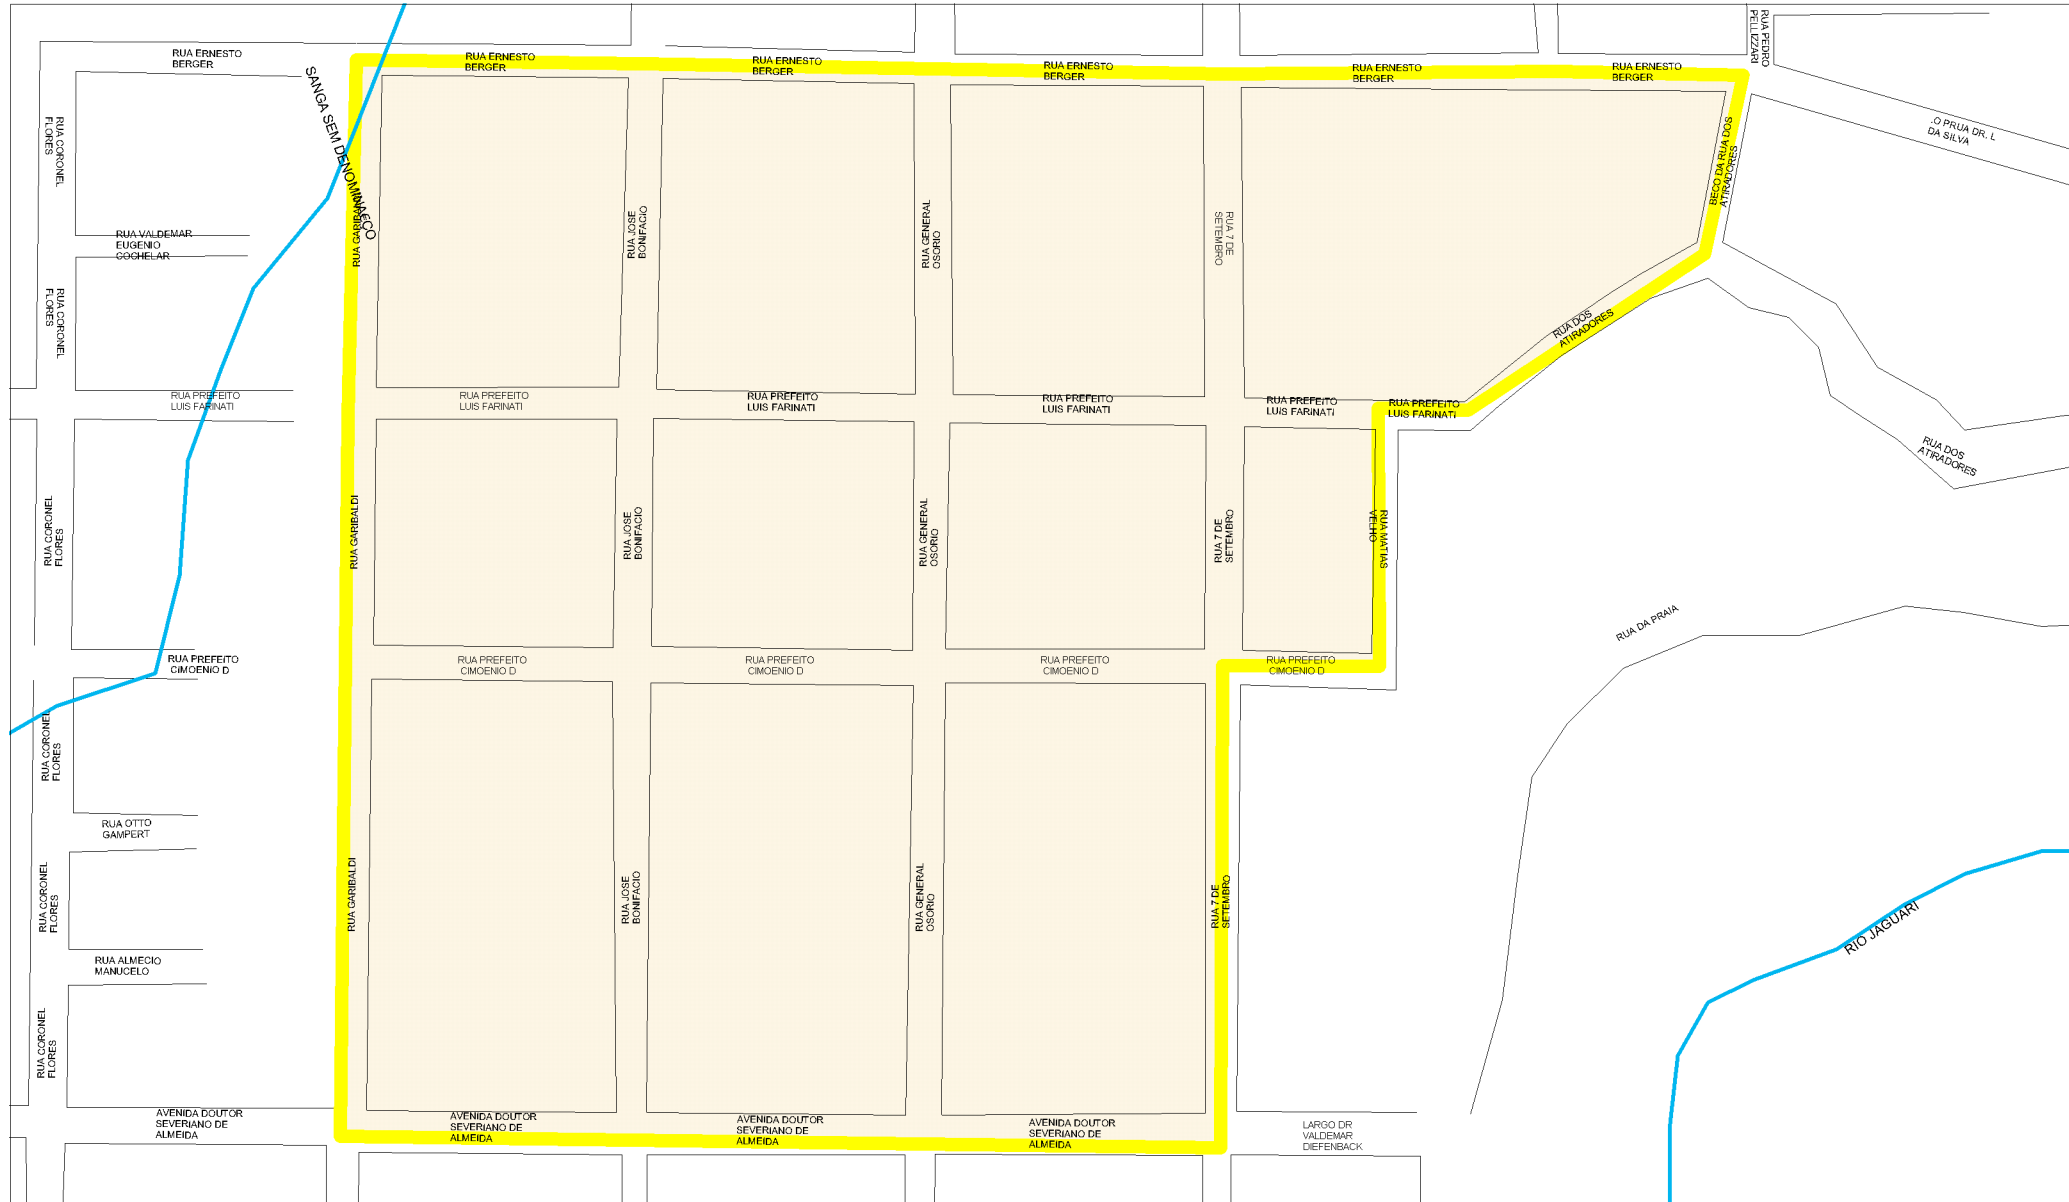 RUA ERNESTO
BERGER
RUA ERNESTO
BERGER
RUA ERNESTO
BERGER
RUA ERNESTO
BERGER
RUA ERNESTO
BERGER
RUA ERNESTO
BERGER
RUA PEDRO
PELLIZZARI
.O PRUA DR. L
DA SILVA
SANGA SEM DENOMINAÇCO
RUA CORONEL
FLORES
RUA VALDEMAR
EUGENIO
COCHELAR
RUA GARIBALDI
RUA JOSE
BONIFACIO
RUA GENERAL
OSORIO
RUA 7 DE
SETEMBRO
BECO DA RUA DOS
ATIRADORES
RUA CORONEL
FLORES
RUA DOS
ATIRADORES
RUA PREFEITO
LUIS FARINATI
RUA PREFEITO
LUIS FARINATI
RUA PREFEITO
LUIS FARINATI
RUA PREFEITO
LUIS FARINATI
RUA PREFEITO
LUIS FARINATI
RUA PREFEITO
LUIS FARINATI
RUA DOS
ATIRADORES
RUA CORONEL
FLORES
RUA GARIBALDI
RUA JOSE
BONIFACIO
RUA GENERAL
OSORIO
RUA 7 DE
SETEMBRO
RUA MATIAS
VELHO
RUA DA PRAIA
RUA PREFEITO
CIMOENIO D
RUA PREFEITO
CIMOENIO D
RUA PREFEITO
CIMOENIO D
RUA PREFEITO
CIMOENIO D
RUA PREFEITO
CIMOENIO D
RUA CORONEL
FLORES
RUA OTTO
GAMPERT
RUA CORONEL
FLORES
RUA GARIBALDI
RUA JOSE
BONIFACIO
RUA GENERAL
OSORIO
RUA 7 DE
SETEMBRO
RIO JAGUARI
RUA ALMECIO
MANUCELO
RUA CORONEL
FLORES
AVENIDA DOUTOR
SEVERIANO DE
ALMEIDA
AVENIDA DOUTOR
SEVERIANO DE
ALMEIDA
AVENIDA DOUTOR
SEVERIANO DE
ALMEIDA
AVENIDA DOUTOR
SEVERIANO DE
ALMEIDA
LARGO DR
VALDEMAR
DIEFENBACK